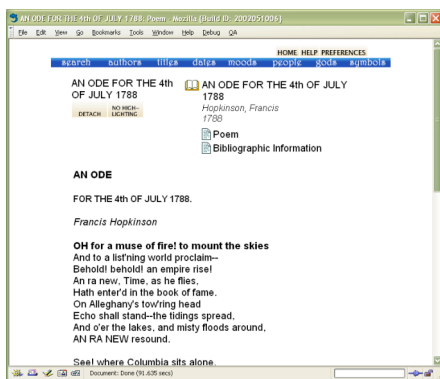 AN ODE FOR THE 4th OF JULY 1788: Poem - Mozilla {Build ID: 2002051006}
File Edit View Go Bookmarks Tools Window Help Debug QA
HOME HELP PREFERENCES
search authors titles dates moods people gods symbols
AN ODE FOR THE 4th
OF JULY 1788
DETACH
NO HIGH-
LIGHTING
AN ODE FOR THE 4th OF JULY
1788
Hopkinson, Francis
1788
Poem
Bibliographic Information
AN ODE
FOR THE 4th OF JULY 1788.
Francis Hopkinson
OH for a muse of fire! to mount the skies
And to a list'ning world proclaim--
Behold! behold! an empire rise!
An ra new, Time, as he flies,
Hath enter'd in the book of fame.
On Alleghany's tow'ring head
Echo shall stand--the tidings spread,
And o'er the lakes, and misty floods around,
AN RA NEW resound.
See! where Columbia sits alone,
Document: Done (91.635 secs)